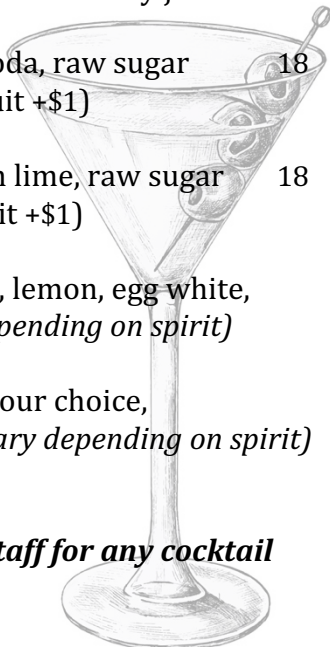 oda, raw sugar 18
uit +$1)
n lime, raw sugar 18
it +$1)
, lemon, egg white,
pending on spirit)
our choice,
ary depending on spirit)
taff for any cocktail